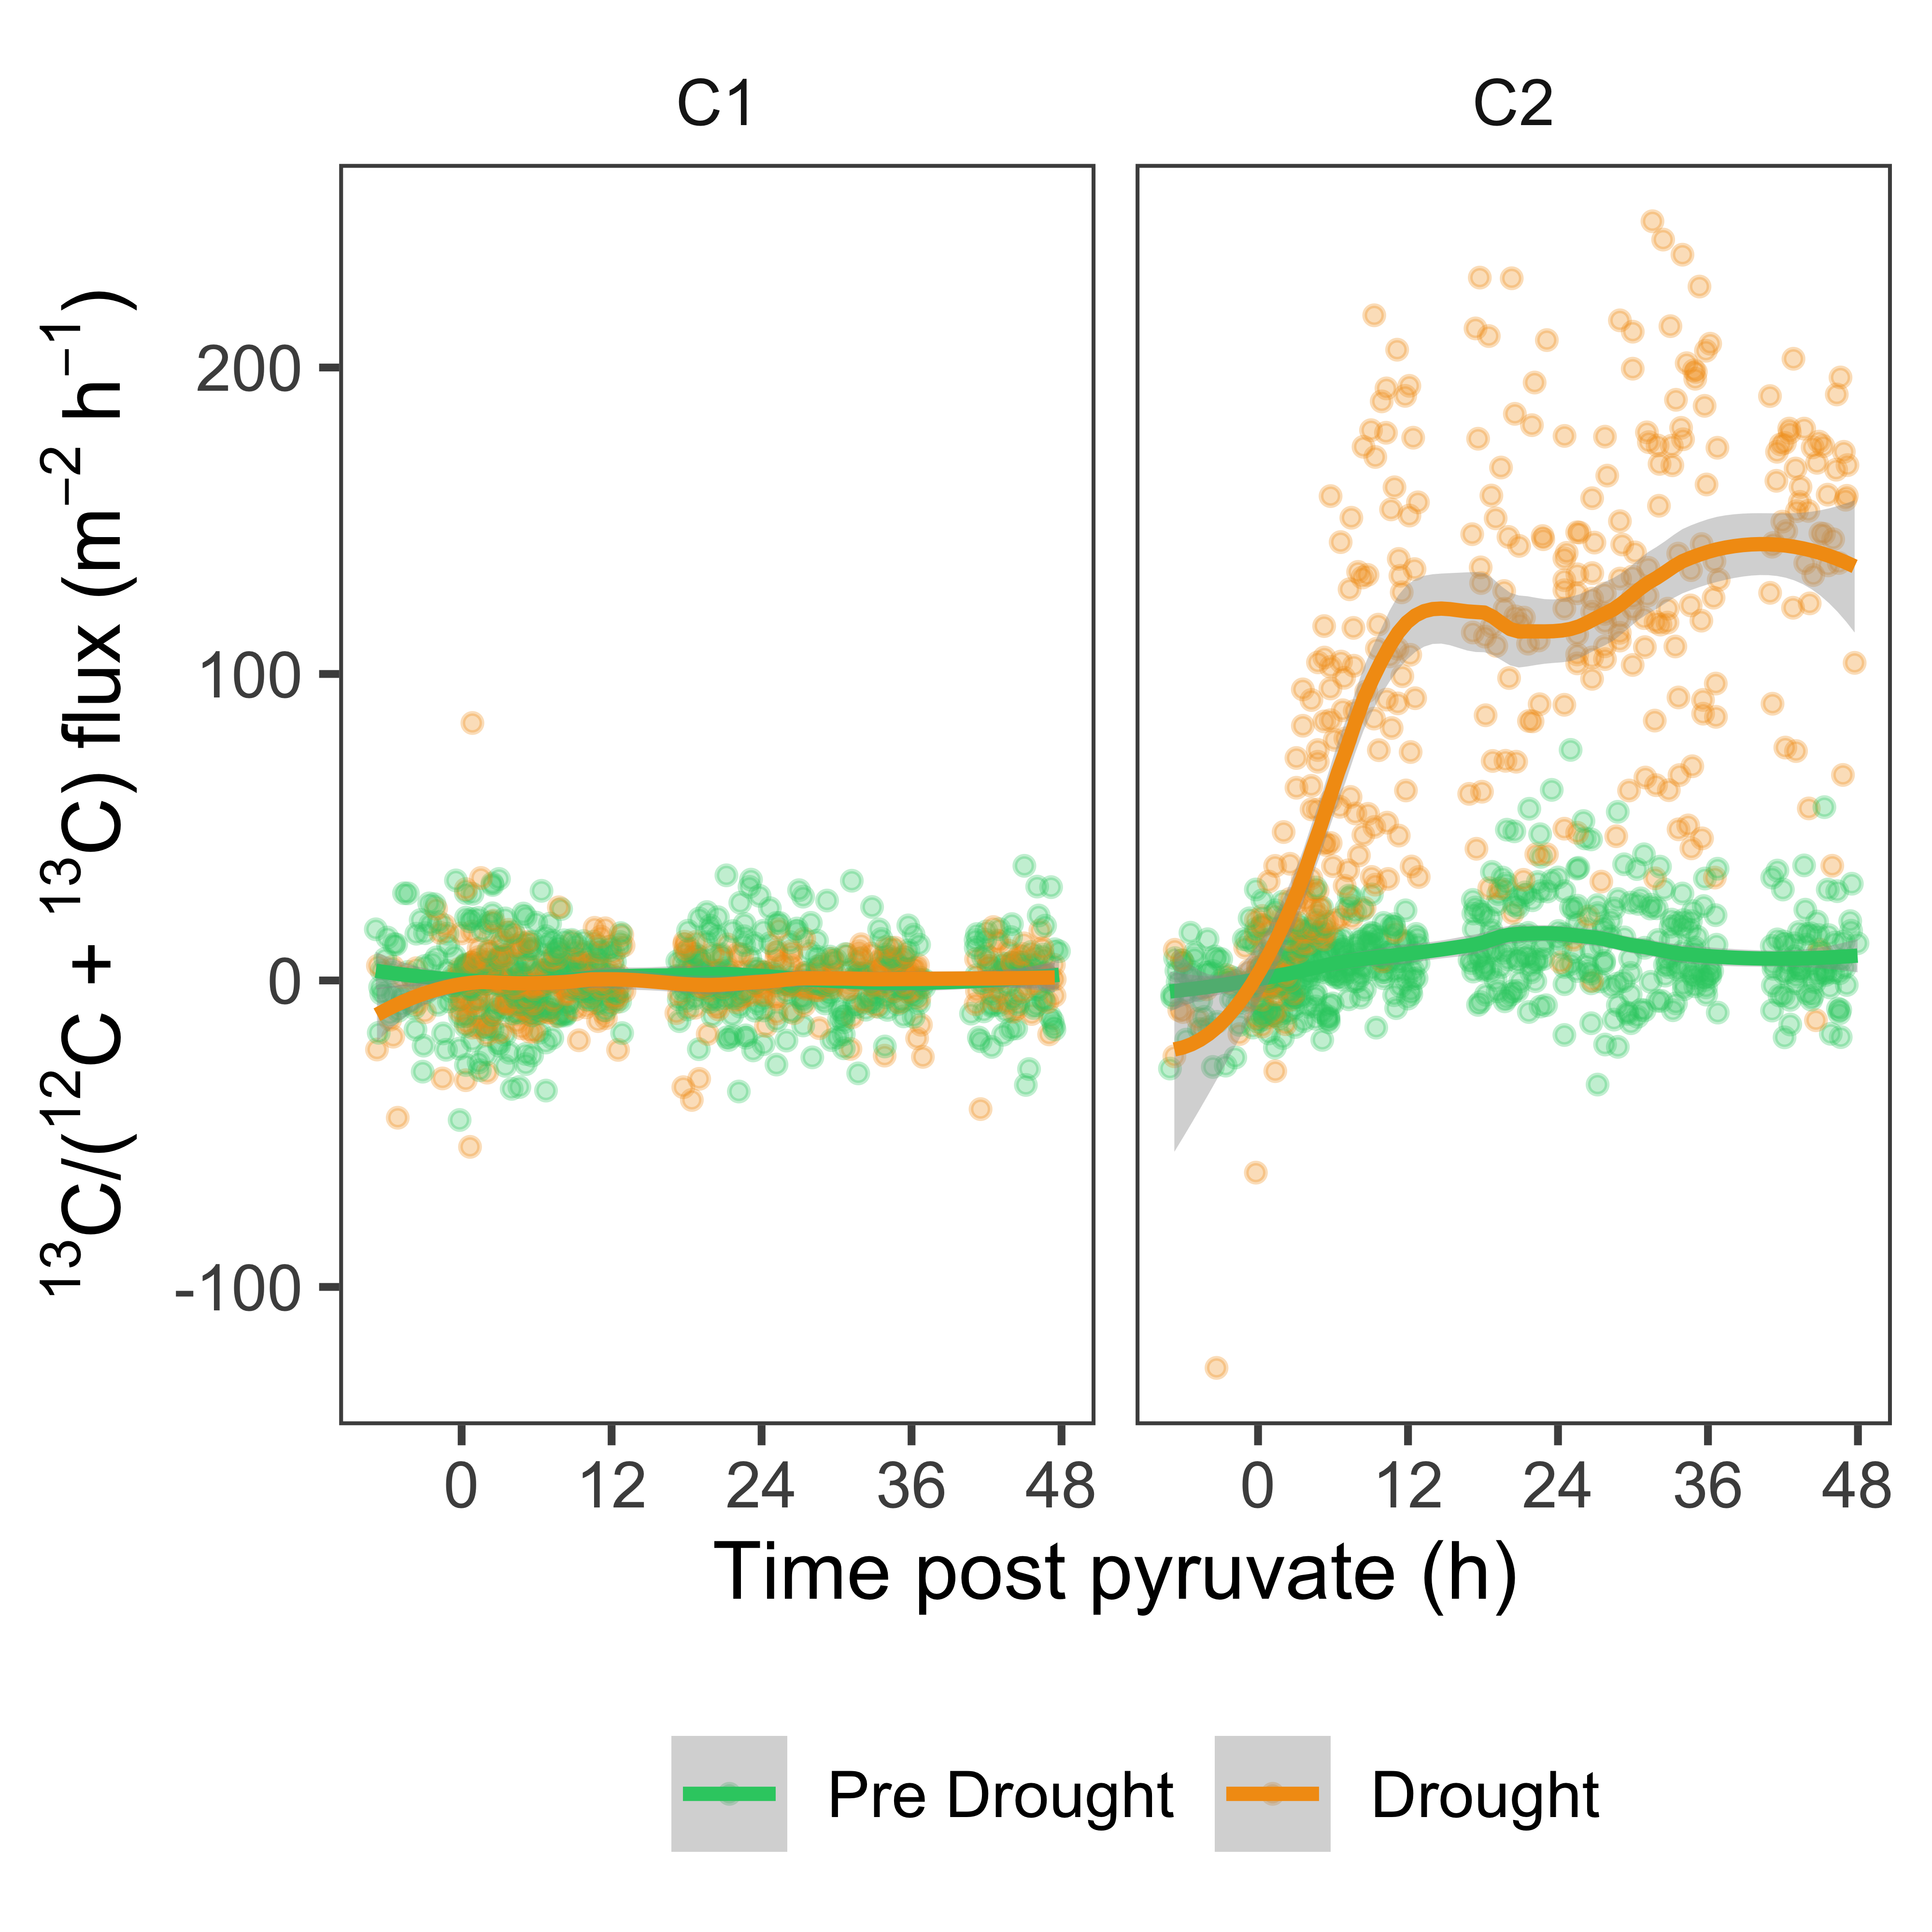 C1 C2
¹³C/(¹²C + ¹³C) flux (m⁻² h⁻¹)
200
100
0
-100
0 12 24 36 48 0 12 24 36 48
Time post pyruvate (h)
Pre Drought Drought